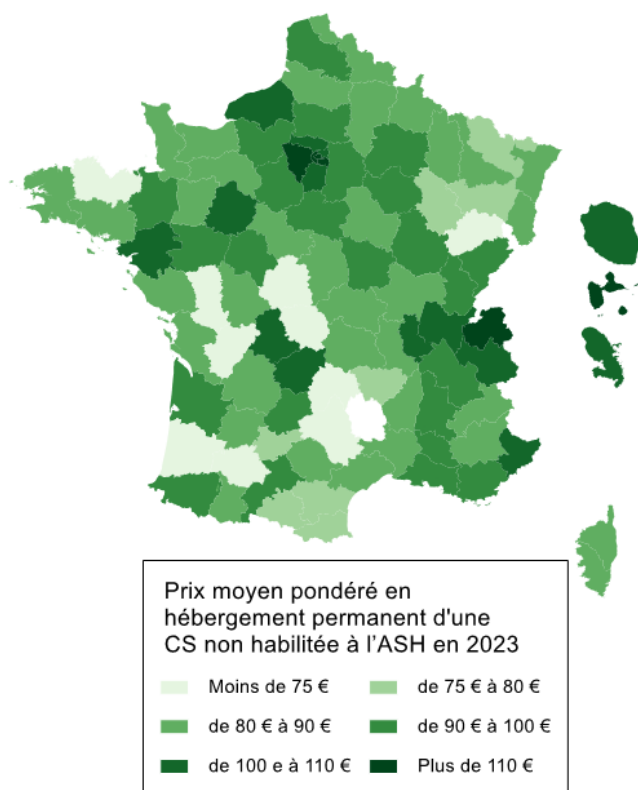 Prix moyen pondéré en
hébergement permanent d'une
CS non habilitée à l’ASH en 2023
Moins de 75 €
de 75 € à 80 €
de 80 € à 90 €
de 90 € à 100 €
de 100 e à 110 €
Plus de 110 €